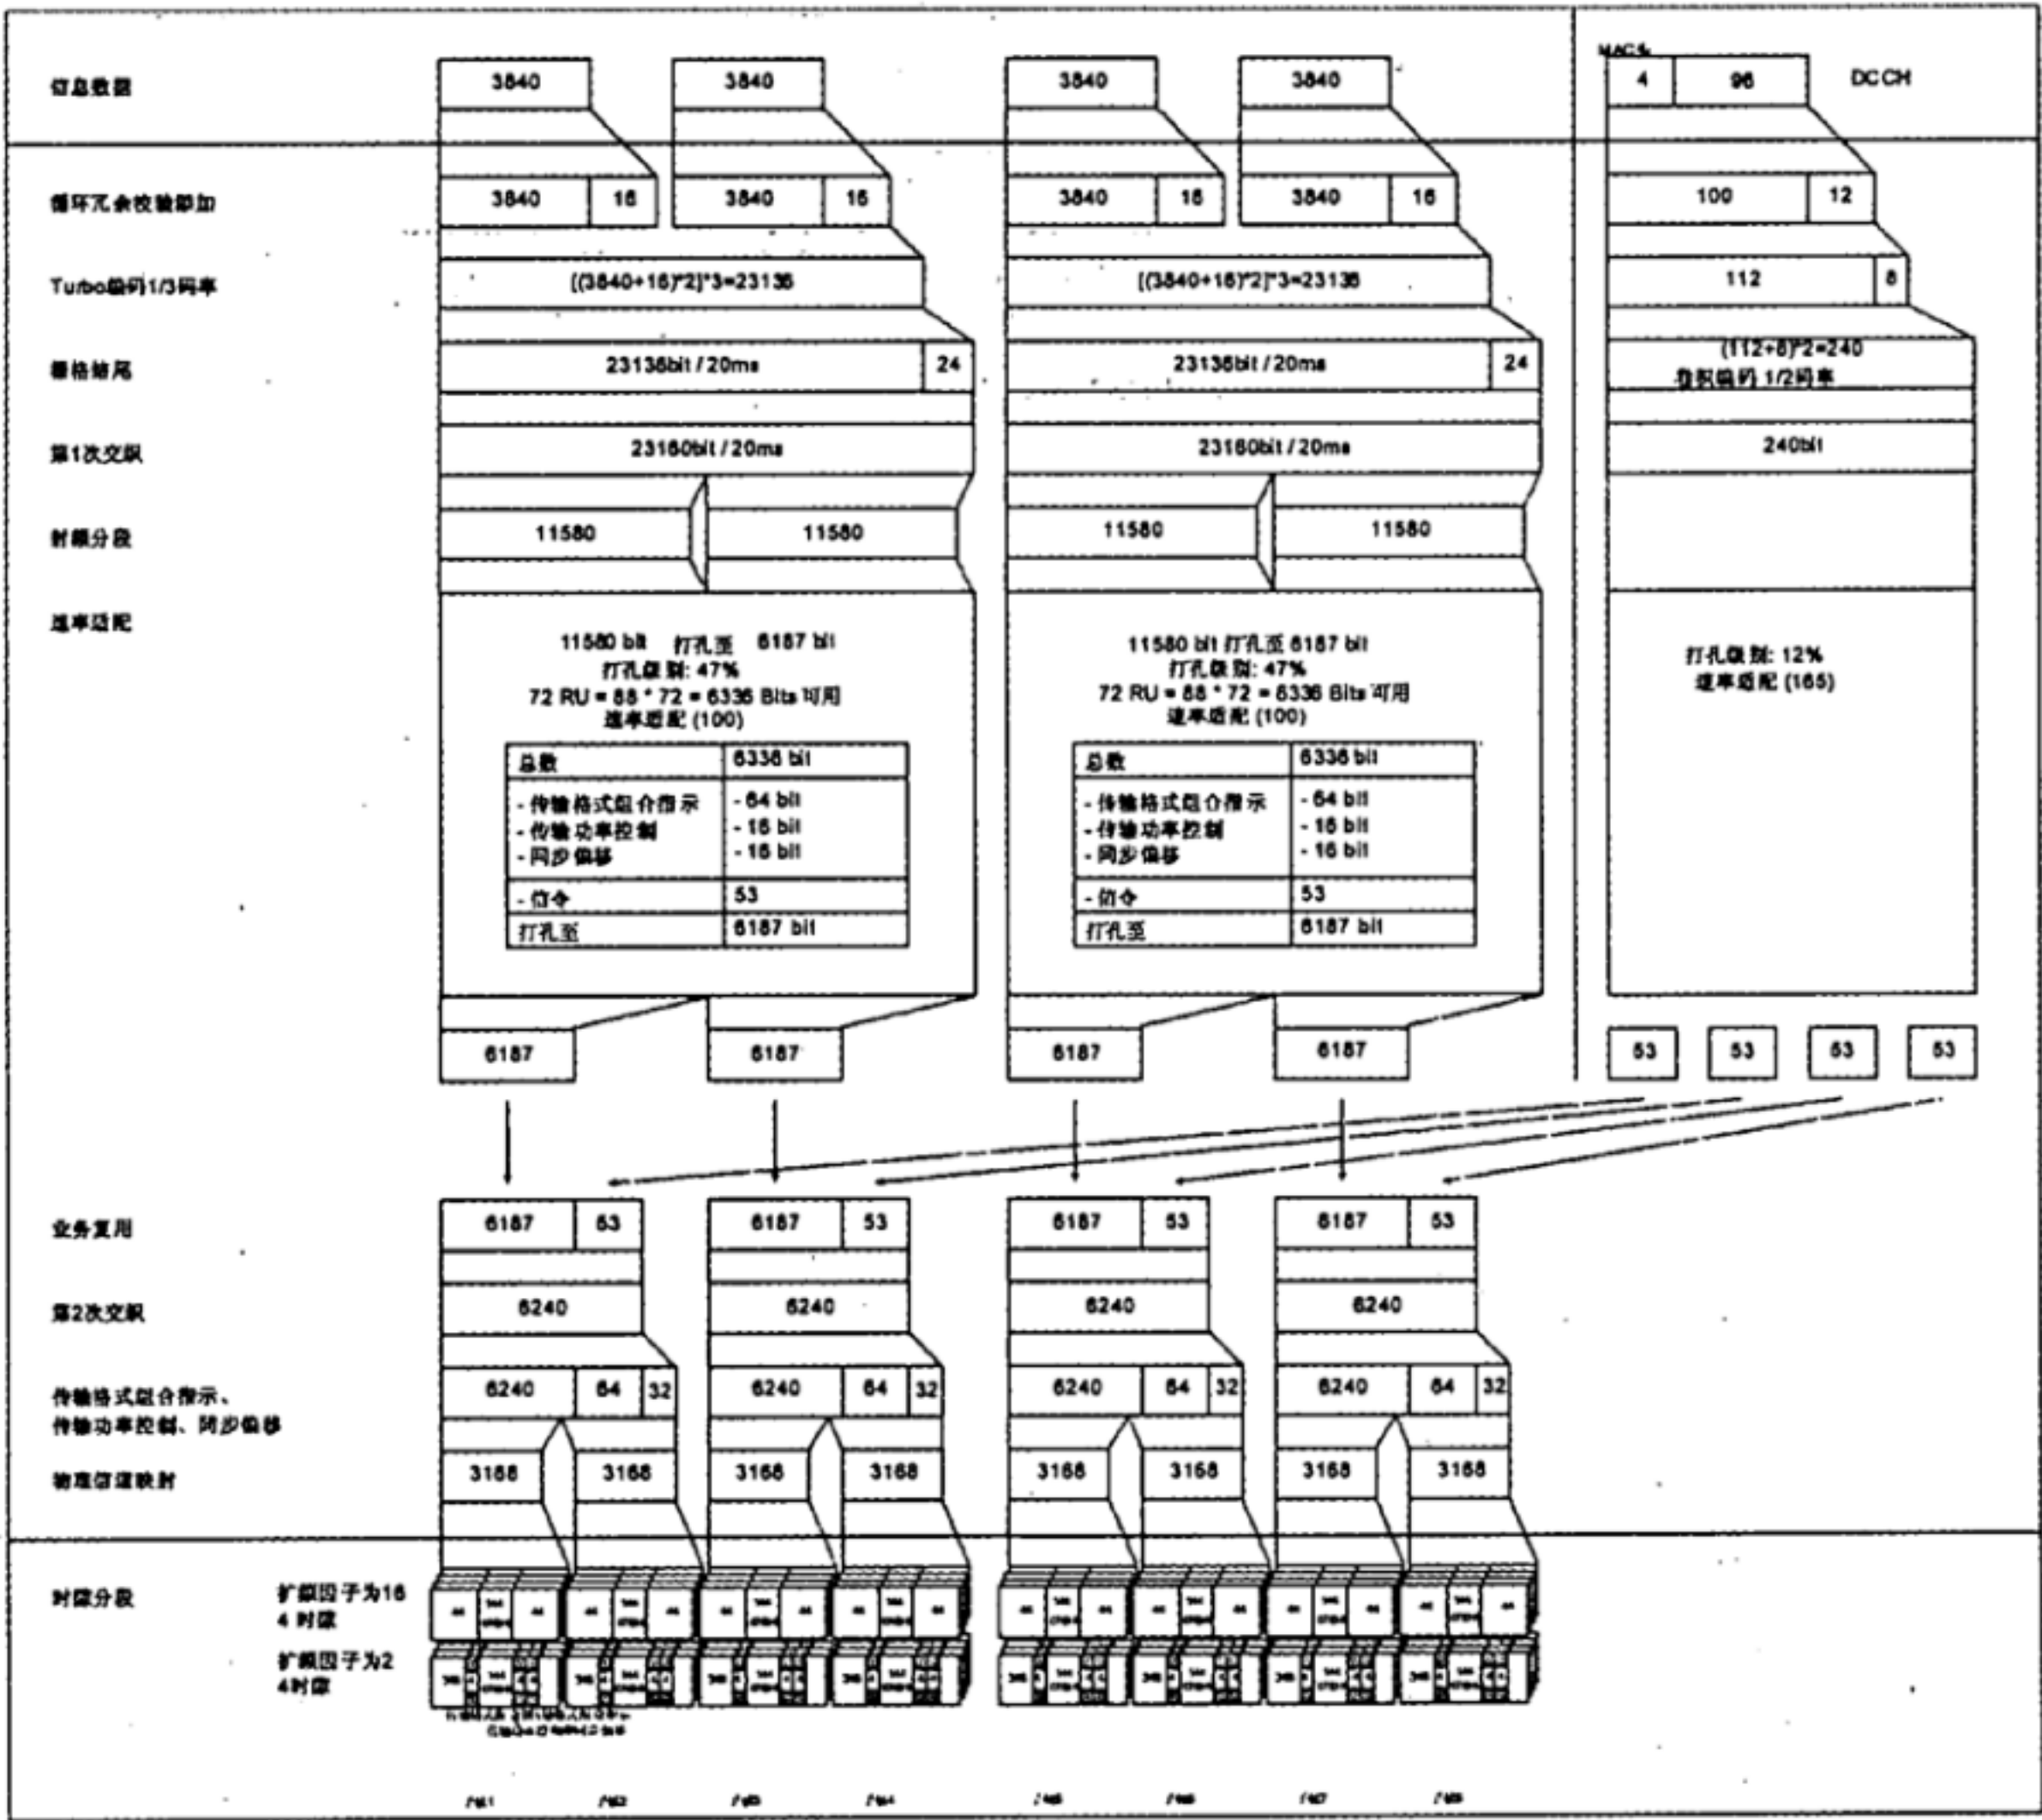 信息数据
3840
3840
3840
3840
4
96
DCCH
循环冗余校验附加
3840
16
3840
16
3840
16
3840
16
100
12
Turbo编码1/3码率
[(3840+16)*2]*3=23136
[(3840+16)*2]*3=23136
112
8
栅格结尾
23136bit / 20ms
24
23136bit / 20ms
24
(112+8)*2=240
卷积编码 1/2码率
第1次交织
23160bit / 20ms
23160bit / 20ms
240bit
射频分段
11580
11580
11580
11580
速率适配
11580 bit 打孔至 6187 bit
打孔级别: 47%
72 RU = 88 * 72 = 6336 Bits 可用
速率适配 (100)
总数
6336 bit
- 传输格式组合指示
- 64 bit
- 传输功率控制
- 16 bit
- 同步偏移
- 16 bit
- 信令
53
打孔至
6187 bit
11580 bit 打孔至 6187 bit
打孔级别: 47%
72 RU = 88 * 72 = 6336 Bits 可用
速率适配 (100)
总数
6336 bit
- 传输格式组合指示
- 64 bit
- 传输功率控制
- 16 bit
- 同步偏移
- 16 bit
- 信令
53
打孔至
6187 bit
打孔级别: 12%
速率适配 (165)
6187
6187
6187
6187
53
53
53
53
业务复用
6187
53
6187
53
6187
53
6187
53
第2次交织
6240
6240
6240
6240
传输格式组合指示、
传输功率控制、同步偏移
6240
64
32
6240
64
32
6240
64
32
6240
64
32
物理信道映射
3168
3168
3168
3168
3168
3168
3168
3168
时隙分段
扩频因子为16
4 时隙
扩频因子为2
4时隙